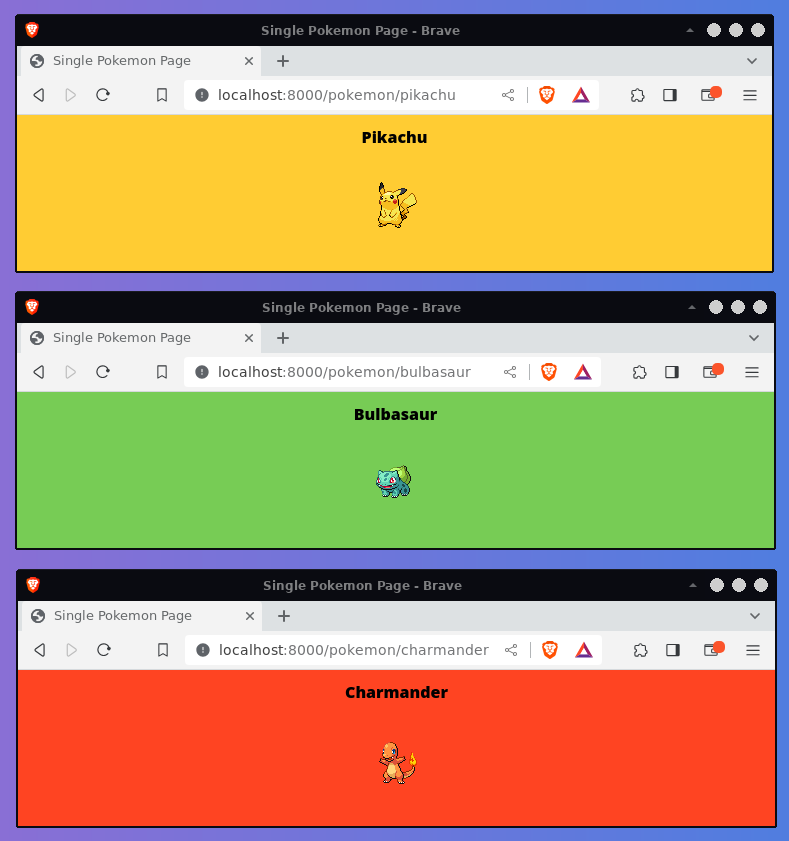 Single Pokemon Page - Brave
Single Pokemon Page
localhost:8000/pokemon/pikachu
Pikachu
Single Pokemon Page - Brave
Single Pokemon Page
localhost:8000/pokemon/bulbasaur
Bulbasaur
Single Pokemon Page - Brave
Single Pokemon Page
localhost:8000/pokemon/charmander
Charmander